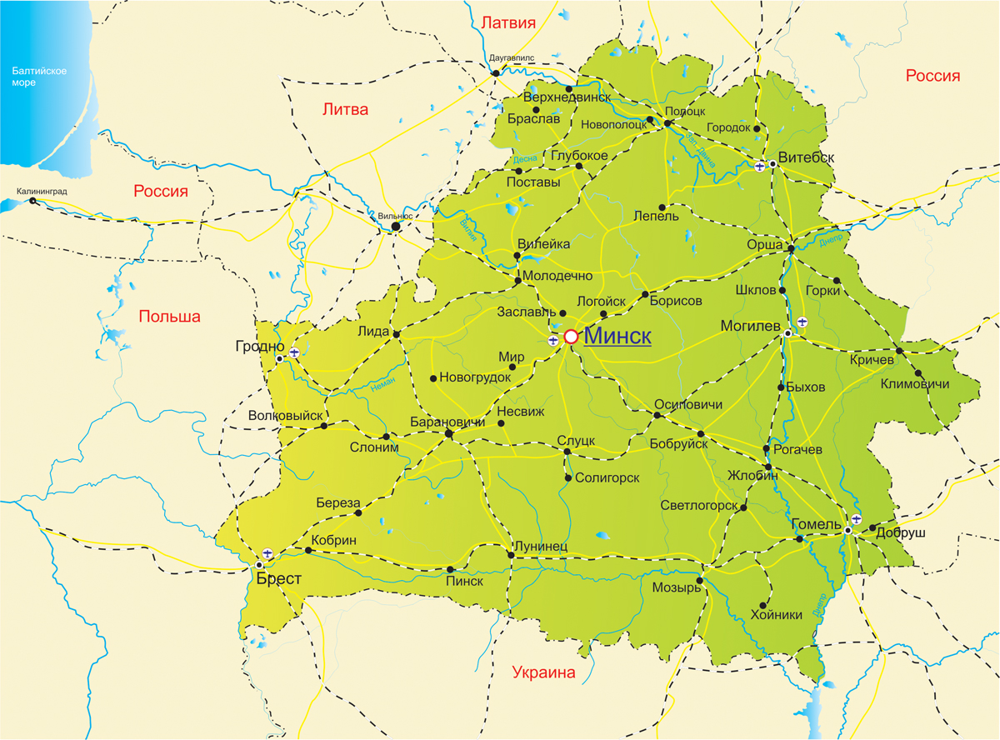 Латвия
Даугавпилс
Балтийское
море
Россия
Верхнедвинск
Литва
Браслав
Полоцк
Новополоцк
Городок
Зап. Двина
Десна
Глубокое
Витебск
Поставы
Калининград
Россия
Вильнюс
Лепель
Вилия
Вилейка
Орша
Днепр
Молодечно
Шклов
Горки
Логойск
Борисов
Заславль
Польша
Могилев
Лида
Минск
Гродно
Мир
Кричев
Новогрудок
Неман
Климовичи
Быхов
Осиповичи
Волковыйск
Несвиж
Барановичи
Слуцк
Бобруйск
Слоним
Рогачев
Жлобин
Солигорск
Береза
Светлогорск
Гомель
Добруш
Кобрин
Лунинец
Брест
Пинск
Мозырь
Хойники
Днепр
Украина